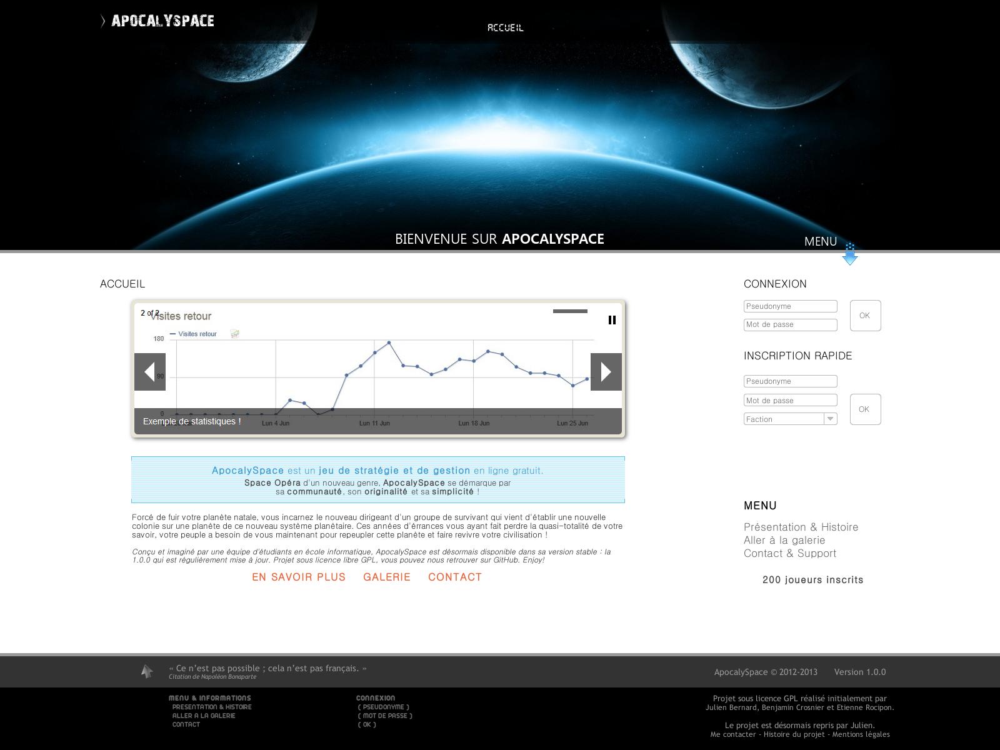 APOCALYSPACE
ACCUEIL
BIENVENUE SUR APOCALYSPACE
MENU
ACCUEIL
2 of 2
Visites retour
Visites retour
180
90
0
Lun 4 Jun
Lun 11 Jun
Lun 18 Jun
Lun 25 Jun
Exemple de statistiques !
ApocalySpace est un jeu de stratégie et de gestion en ligne gratuit.
Space Opéra d'un nouveau genre, ApocalySpace se démarque par
sa communauté, son originalité et sa simplicité !
Forcé de fuir votre planète natale, vous incarnez le nouveau dirigeant d'un groupe de survivant qui vient d'établir une nouvelle
colonie sur une planète de ce nouveau système planétaire. Ces années d'érrances vous ayant fait perdre la quasi-totalité de votre
savoir, votre peuple a besoin de vous maintenant pour repeupler cette planète et faire revivre votre civilisation !
Conçu et imaginé par une équipe d'étudiants en école informatique, ApocalySpace est désormais disponible dans sa version stable : la
1.0.0 qui est régulièrement mise à jour. Projet sous licence libre GPL, vous pouvez nous retrouver sur GitHub. Enjoy!
EN SAVOIR PLUS GALERIE CONTACT
CONNEXION
Pseudonyme
Mot de passe
OK
INSCRIPTION RAPIDE
Pseudonyme
Mot de passe
Faction
OK
MENU
Présentation & Histoire
Aller à la galerie
Contact & Support
200 joueurs inscrits
« Ce n'est pas possible ; cela n'est pas français. »
Citation de Napoléon Bonaparte
ApocalySpace © 2012-2013 Version 1.0.0
MENU & INFORMATIONS
PRESENTATION & HISTOIRE
ALLER A LA GALERIE
CONTACT
CONNEXION
( PSEUDONYME )
( MOT DE PASSE )
( OK )
Projet sous licence GPL réalisé initialement par
Julien Bernard, Benjamin Crosnier et Etienne Rocipon.
Le projet est désormais repris par Julien.
Me contacter - Histoire du projet - Mentions légales